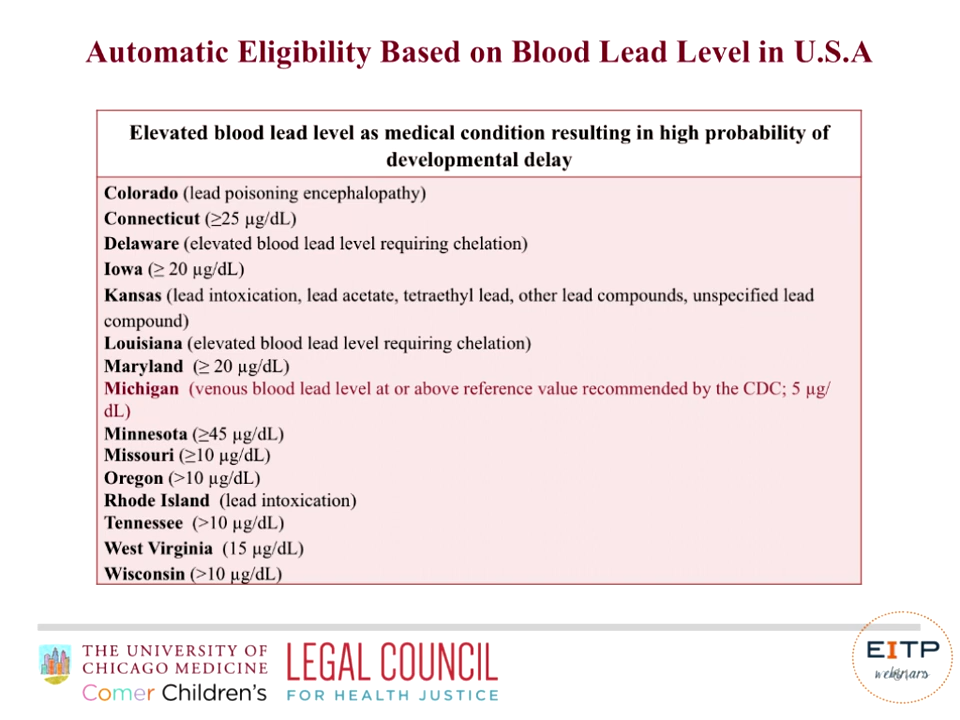 Automatic Eligibility Based on Blood Lead Level in U.S.A
Elevated blood lead level as medical condition resulting in high probability of
developmental delay
Colorado (lead poisoning encephalopathy)
Connecticut (≥25 µg/dL)
Delaware (elevated blood lead level requiring chelation)
Iowa (≥ 20 µg/dL)
Kansas (lead intoxication, lead acetate, tetraethyl lead, other lead compounds, unspecified lead
compound)
Louisiana (elevated blood lead level requiring chelation)
Maryland (≥ 20 µg/dL)
Michigan (venous blood lead level at or above reference value recommended by the CDC; 5 µg/
dL)
Minnesota (≥45 µg/dL)
Missouri (≥10 µg/dL)
Oregon (>10 µg/dL)
Rhode Island (lead intoxication)
Tennessee (>10 µg/dL)
West Virginia (15 µg/dL)
Wisconsin (>10 µg/dL)
THE UNIVERSITY OF
CHICAGO MEDICINE
Comer Children's
LEGAL COUNCIL
FOR HEALTH JUSTICE
EITP
webinars